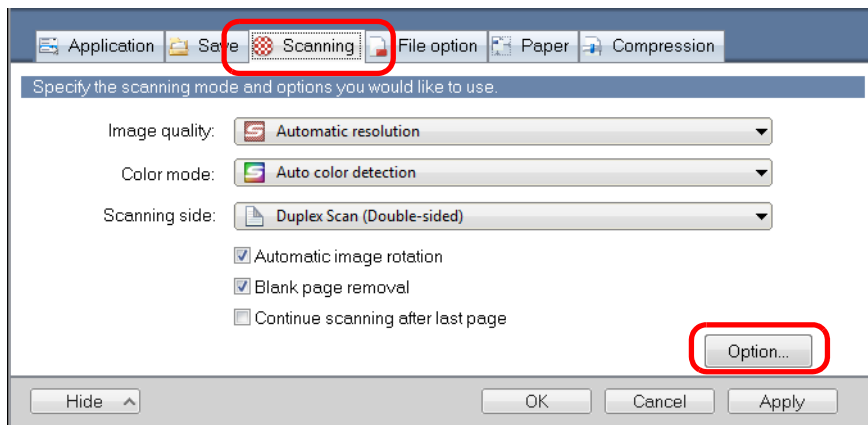 Application Save Scanning File option Paper Compression
Specify the scanning mode and options you would like to use.
Image quality: Automatic resolution
Color mode: Auto color detection
Scanning side: Duplex Scan (Double-sided)
Automatic image rotation
Blank page removal
Continue scanning after last page
Option...
Hide OK Cancel Apply